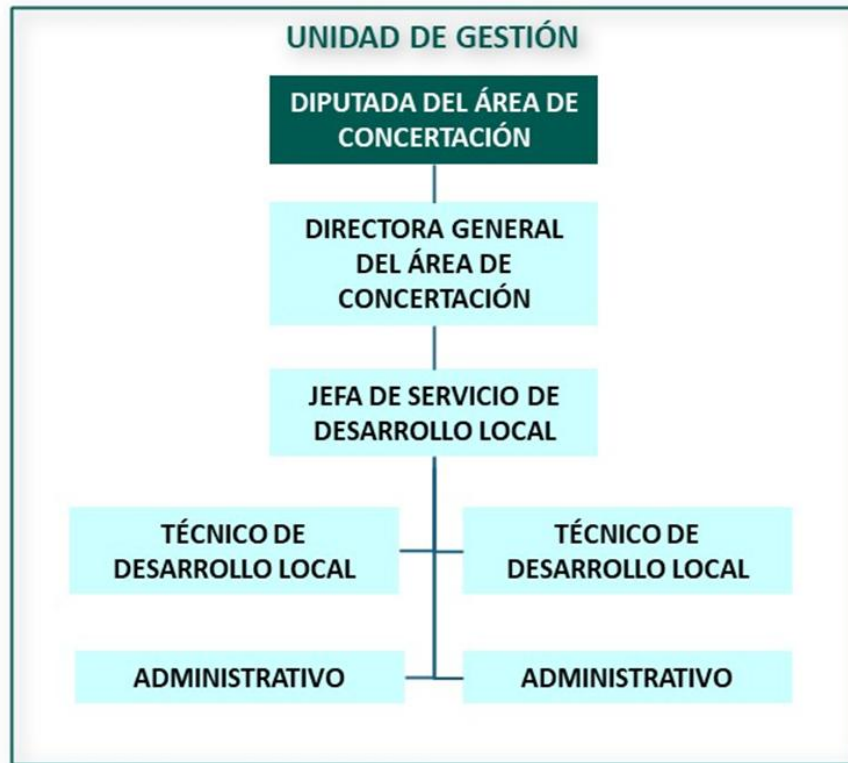 UNIDAD DE GESTIÓN
DIPUTADA DEL ÁREA DE
CONCERTACIÓN
DIRECTORA GENERAL
DEL ÁREA DE
CONCERTACIÓN
JEFA DE SERVICIO DE
DESARROLLO LOCAL
TÉCNICO DE
DESARROLLO LOCAL
TÉCNICO DE
DESARROLLO LOCAL
ADMINISTRATIVO
ADMINISTRATIVO